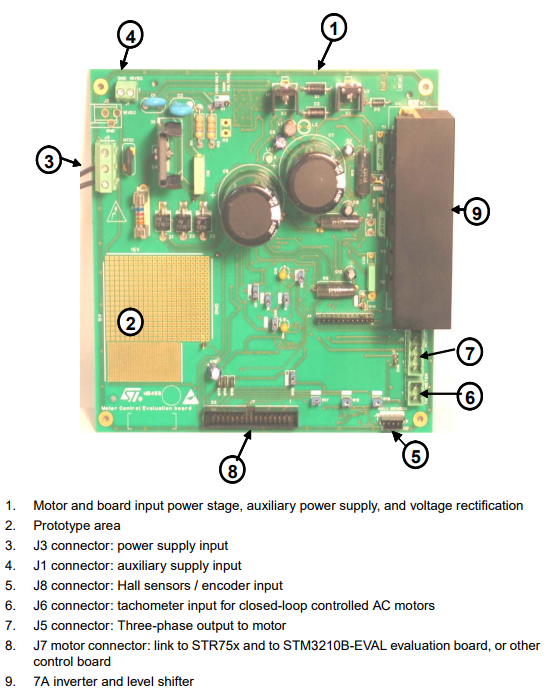 4
1
3
9
2
7
6
5
8
ST
MB459
Motor Control Evaluation board
J7
1. Motor and board input power stage, auxiliary power supply, and voltage rectification
2. Prototype area
3. J3 connector: power supply input
4. J1 connector: auxiliary supply input
5. J8 connector: Hall sensors / encoder input
6. J6 connector: tachometer input for closed-loop controlled AC motors
7. J5 connector: Three-phase output to motor
8. J7 motor connector: link to STR75x and to STM3210B-EVAL evaluation board, or other
control board
9. 7A inverter and level shifter